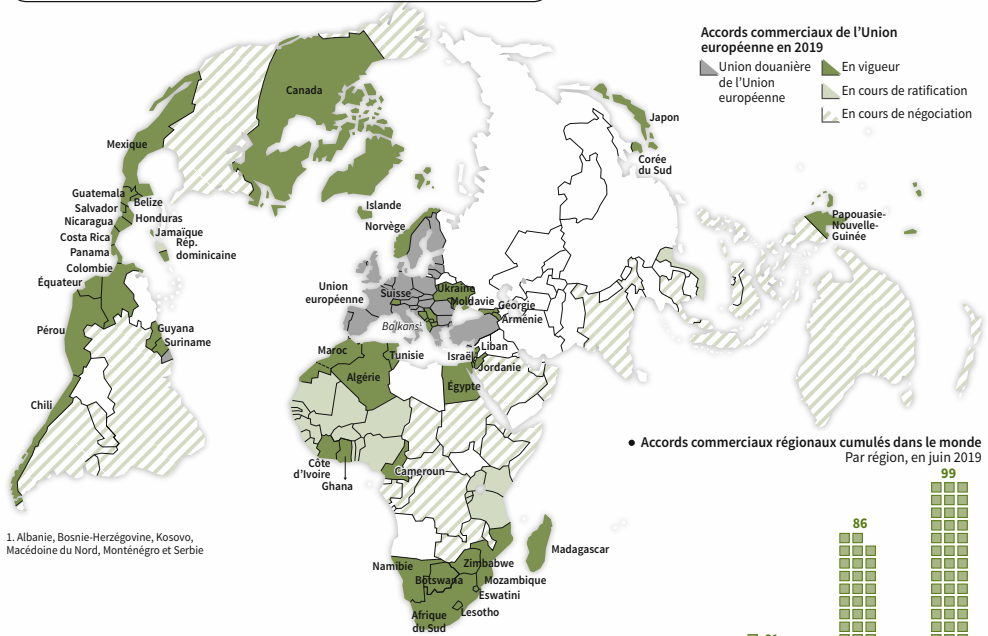 Accords commerciaux de l'Union
européenne en 2019
Union douanière
de l'Union
européenne
En vigueur
En cours de ratification
En cours de négociation
Canada
Mexique
Guatemala
Belize
Salvador
Honduras
Nicaragua
Jamaïque
Costa Rica
Rép.
dominicaine
Panama
Colombie
Équateur
Pérou
Guyana
Suriname
Chili
Islande
Norvège
Union
européenne
Suisse
Ukraine
Moldavie
Géorgie
Arménie
Balkans¹
Maroc
Tunisie
Algérie
Israël
Liban
Jordanie
Égypte
Japon
Corée
du Sud
Papouasie-
Nouvelle-
Guinée
Côte
d'Ivoire
Ghana
Cameroun
Madagascar
Namibie
Zimbabwe
Botswana
Mozambique
Eswatini
Lesotho
Afrique
du Sud
1. Albanie, Bosnie-Herzégovine, Kosovo,
Macédoine du Nord, Monténégro et Serbie
• Accords commerciaux régionaux cumulés dans le monde
Par région, en juin 2019
99
86